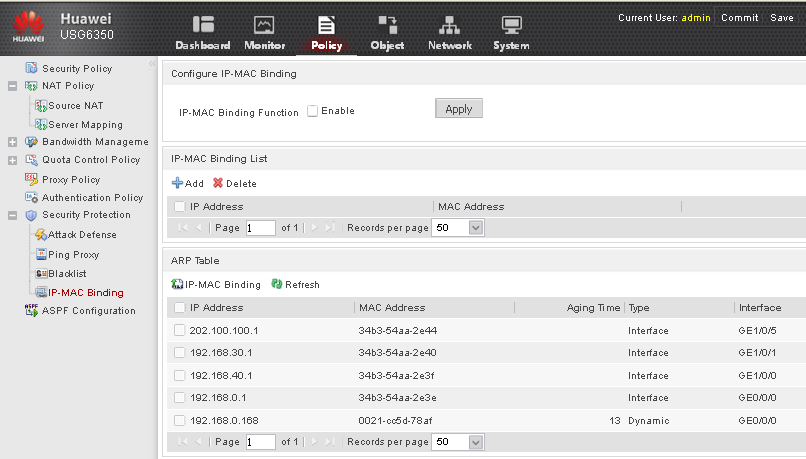 Huawei
USG6350
HUAWEI
Dashboard Monitor Policy Object Network System
Current User: admin Commit Save
Security Policy
NAT Policy
Source NAT
Server Mapping
Bandwidth Manageme
Quota Control Policy
Proxy Policy
Authentication Policy
Security Protection
Attack Defense
Ping Proxy
Blacklist
IP-MAC Binding
ASPF Configuration
Configure IP-MAC Binding
IP-MAC Binding Function Enable Apply
IP-MAC Binding List
Add Delete
IP Address MAC Address
Page 1 of 1 Records per page 50
ARP Table
IP-MAC Binding Refresh
IP Address MAC Address Aging Time Type Interface
202.100.100.1 34b3-54aa-2e44 Interface GE1/0/5
192.168.30.1 34b3-54aa-2e40 Interface GE1/0/1
192.168.40.1 34b3-54aa-2e3f Interface GE1/0/0
192.168.0.1 34b3-54aa-2e3e Interface GE0/0/0
192.168.0.168 0021-cc5d-78af 13 Dynamic GE0/0/0
Page 1 of 1 Records per page 50